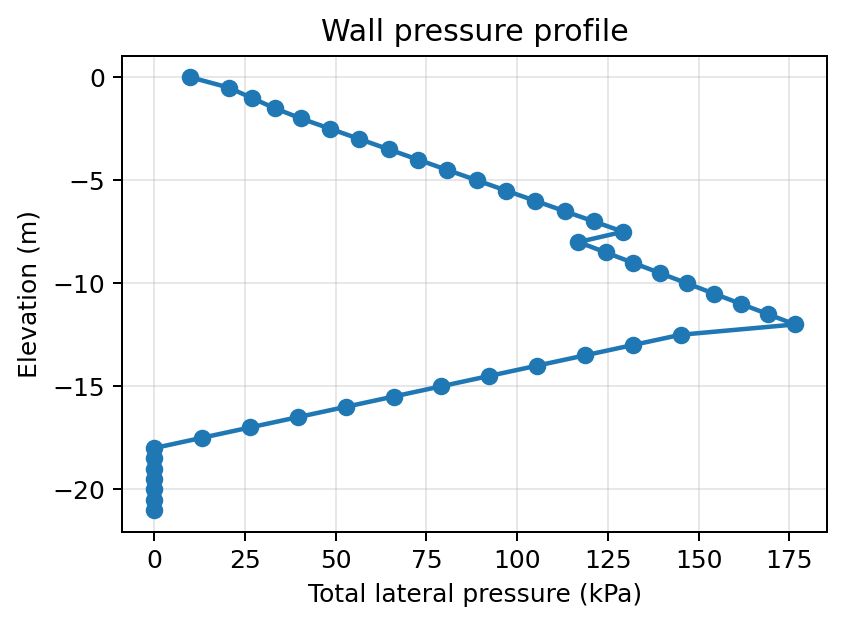 Wall pressure profile
0
−5
−10
−15
−20
Elevation (m)
0 25 50 75 100 125 150 175
Total lateral pressure (kPa)